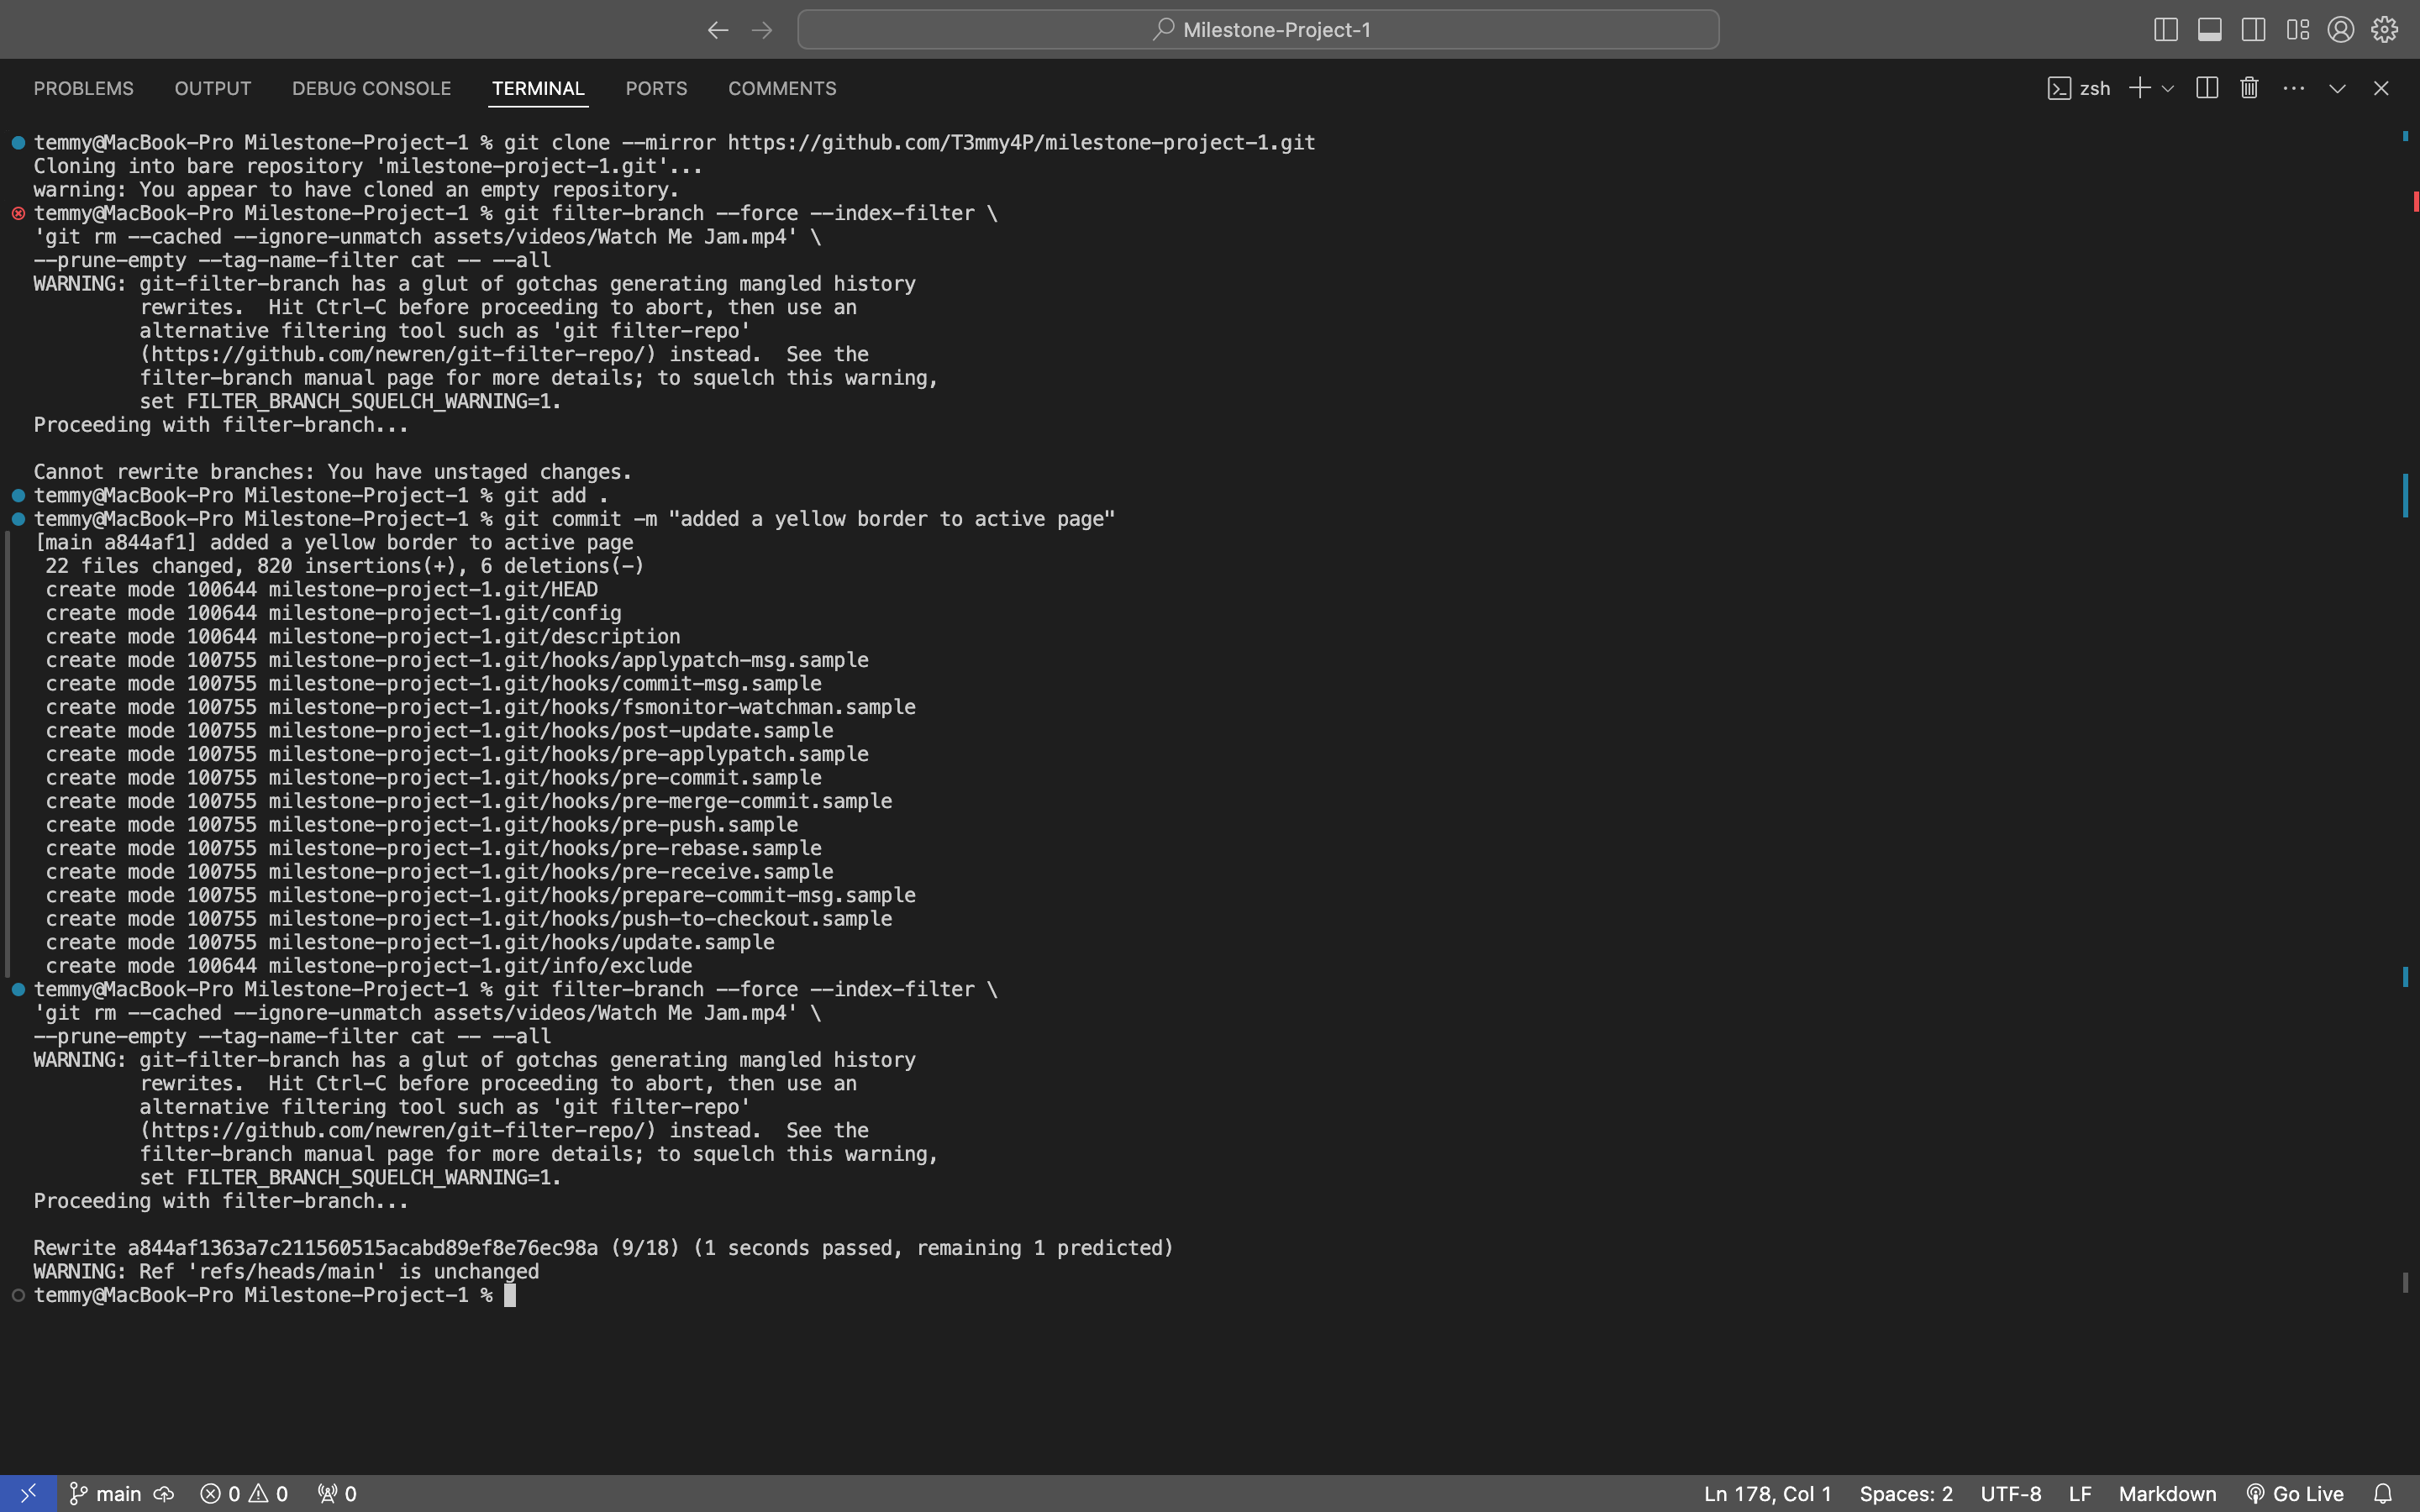 Milestone-Project-1
PROBLEMS OUTPUT DEBUG CONSOLE TERMINAL PORTS COMMENTS zsh
temmy@MacBook-Pro Milestone-Project-1 % git clone --mirror https://github.com/T3mmy4P/milestone-project-1.git
Cloning into bare repository 'milestone-project-1.git'...
warning: You appear to have cloned an empty repository.
temmy@MacBook-Pro Milestone-Project-1 % git filter-branch --force --index-filter \
'git rm --cached --ignore-unmatch assets/videos/Watch Me Jam.mp4' \
--prune-empty --tag-name-filter cat -- --all
WARNING: git-filter-branch has a glut of gotchas generating mangled history
rewrites.  Hit Ctrl-C before proceeding to abort, then use an
alternative filtering tool such as 'git filter-repo'
(https://github.com/newren/git-filter-repo/) instead.  See the
filter-branch manual page for more details; to squelch this warning,
set FILTER_BRANCH_SQUELCH_WARNING=1.
Proceeding with filter-branch...
Cannot rewrite branches: You have unstaged changes.
temmy@MacBook-Pro Milestone-Project-1 % git add .
temmy@MacBook-Pro Milestone-Project-1 % git commit -m "added a yellow border to active page"
[main a844af1] added a yellow border to active page
22 files changed, 820 insertions(+), 6 deletions(-)
create mode 100644 milestone-project-1.git/HEAD
create mode 100644 milestone-project-1.git/config
create mode 100644 milestone-project-1.git/description
create mode 100755 milestone-project-1.git/hooks/applypatch-msg.sample
create mode 100755 milestone-project-1.git/hooks/commit-msg.sample
create mode 100755 milestone-project-1.git/hooks/fsmonitor-watchman.sample
create mode 100755 milestone-project-1.git/hooks/post-update.sample
create mode 100755 milestone-project-1.git/hooks/pre-applypatch.sample
create mode 100755 milestone-project-1.git/hooks/pre-commit.sample
create mode 100755 milestone-project-1.git/hooks/pre-merge-commit.sample
create mode 100755 milestone-project-1.git/hooks/pre-push.sample
create mode 100755 milestone-project-1.git/hooks/pre-rebase.sample
create mode 100755 milestone-project-1.git/hooks/pre-receive.sample
create mode 100755 milestone-project-1.git/hooks/prepare-commit-msg.sample
create mode 100755 milestone-project-1.git/hooks/push-to-checkout.sample
create mode 100755 milestone-project-1.git/hooks/update.sample
create mode 100644 milestone-project-1.git/info/exclude
temmy@MacBook-Pro Milestone-Project-1 % git filter-branch --force --index-filter \
'git rm --cached --ignore-unmatch assets/videos/Watch Me Jam.mp4' \
--prune-empty --tag-name-filter cat -- --all
WARNING: git-filter-branch has a glut of gotchas generating mangled history
rewrites.  Hit Ctrl-C before proceeding to abort, then use an
alternative filtering tool such as 'git filter-repo'
(https://github.com/newren/git-filter-repo/) instead.  See the
filter-branch manual page for more details; to squelch this warning,
set FILTER_BRANCH_SQUELCH_WARNING=1.
Proceeding with filter-branch...
Rewrite a844af1363a7c211560515acabd89ef8e76ec98a (9/18) (1 seconds passed, remaining 1 predicted)
WARNING: Ref 'refs/heads/main' is unchanged
temmy@MacBook-Pro Milestone-Project-1 %
main 0 0 0 Ln 178, Col 1 Spaces: 2 UTF-8 LF Markdown Go Live